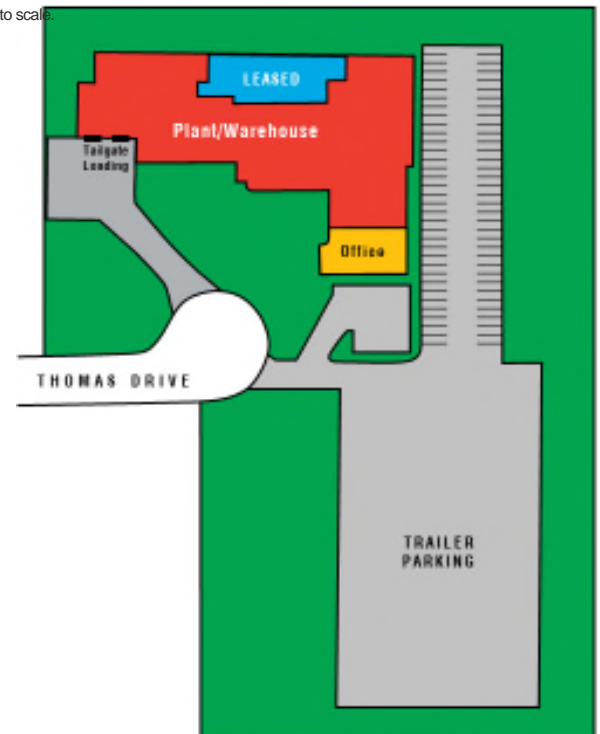 to scale.
LEASED
Plant/Warehouse
Tailgate
Loading
Office
THOMAS DRIVE
TRAILER
PARKING